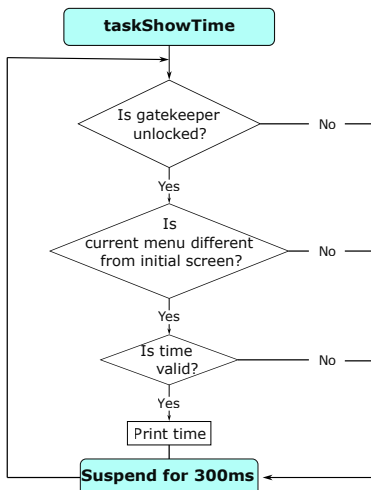 taskShowTime
Is gatekeeper
unlocked?
No
Yes
Is
current menu different
from initial screen?
No
Yes
Is time
valid?
No
Yes
Print time
Suspend for 300ms